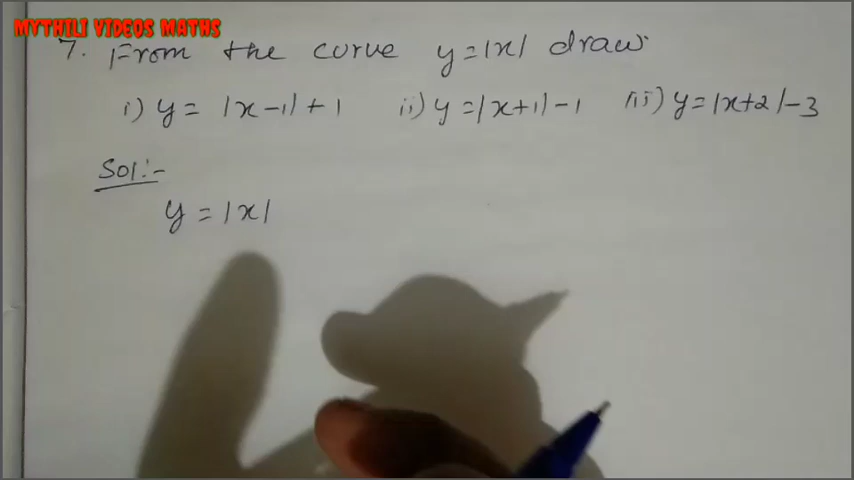 MYTHILI VIDEOS MATHS
7. From the curve y=|x| draw
i) y = |x-1|+1 ii) y=|x+1|-1 iii) y=|x+2|-3
Sol:-
y = |x|